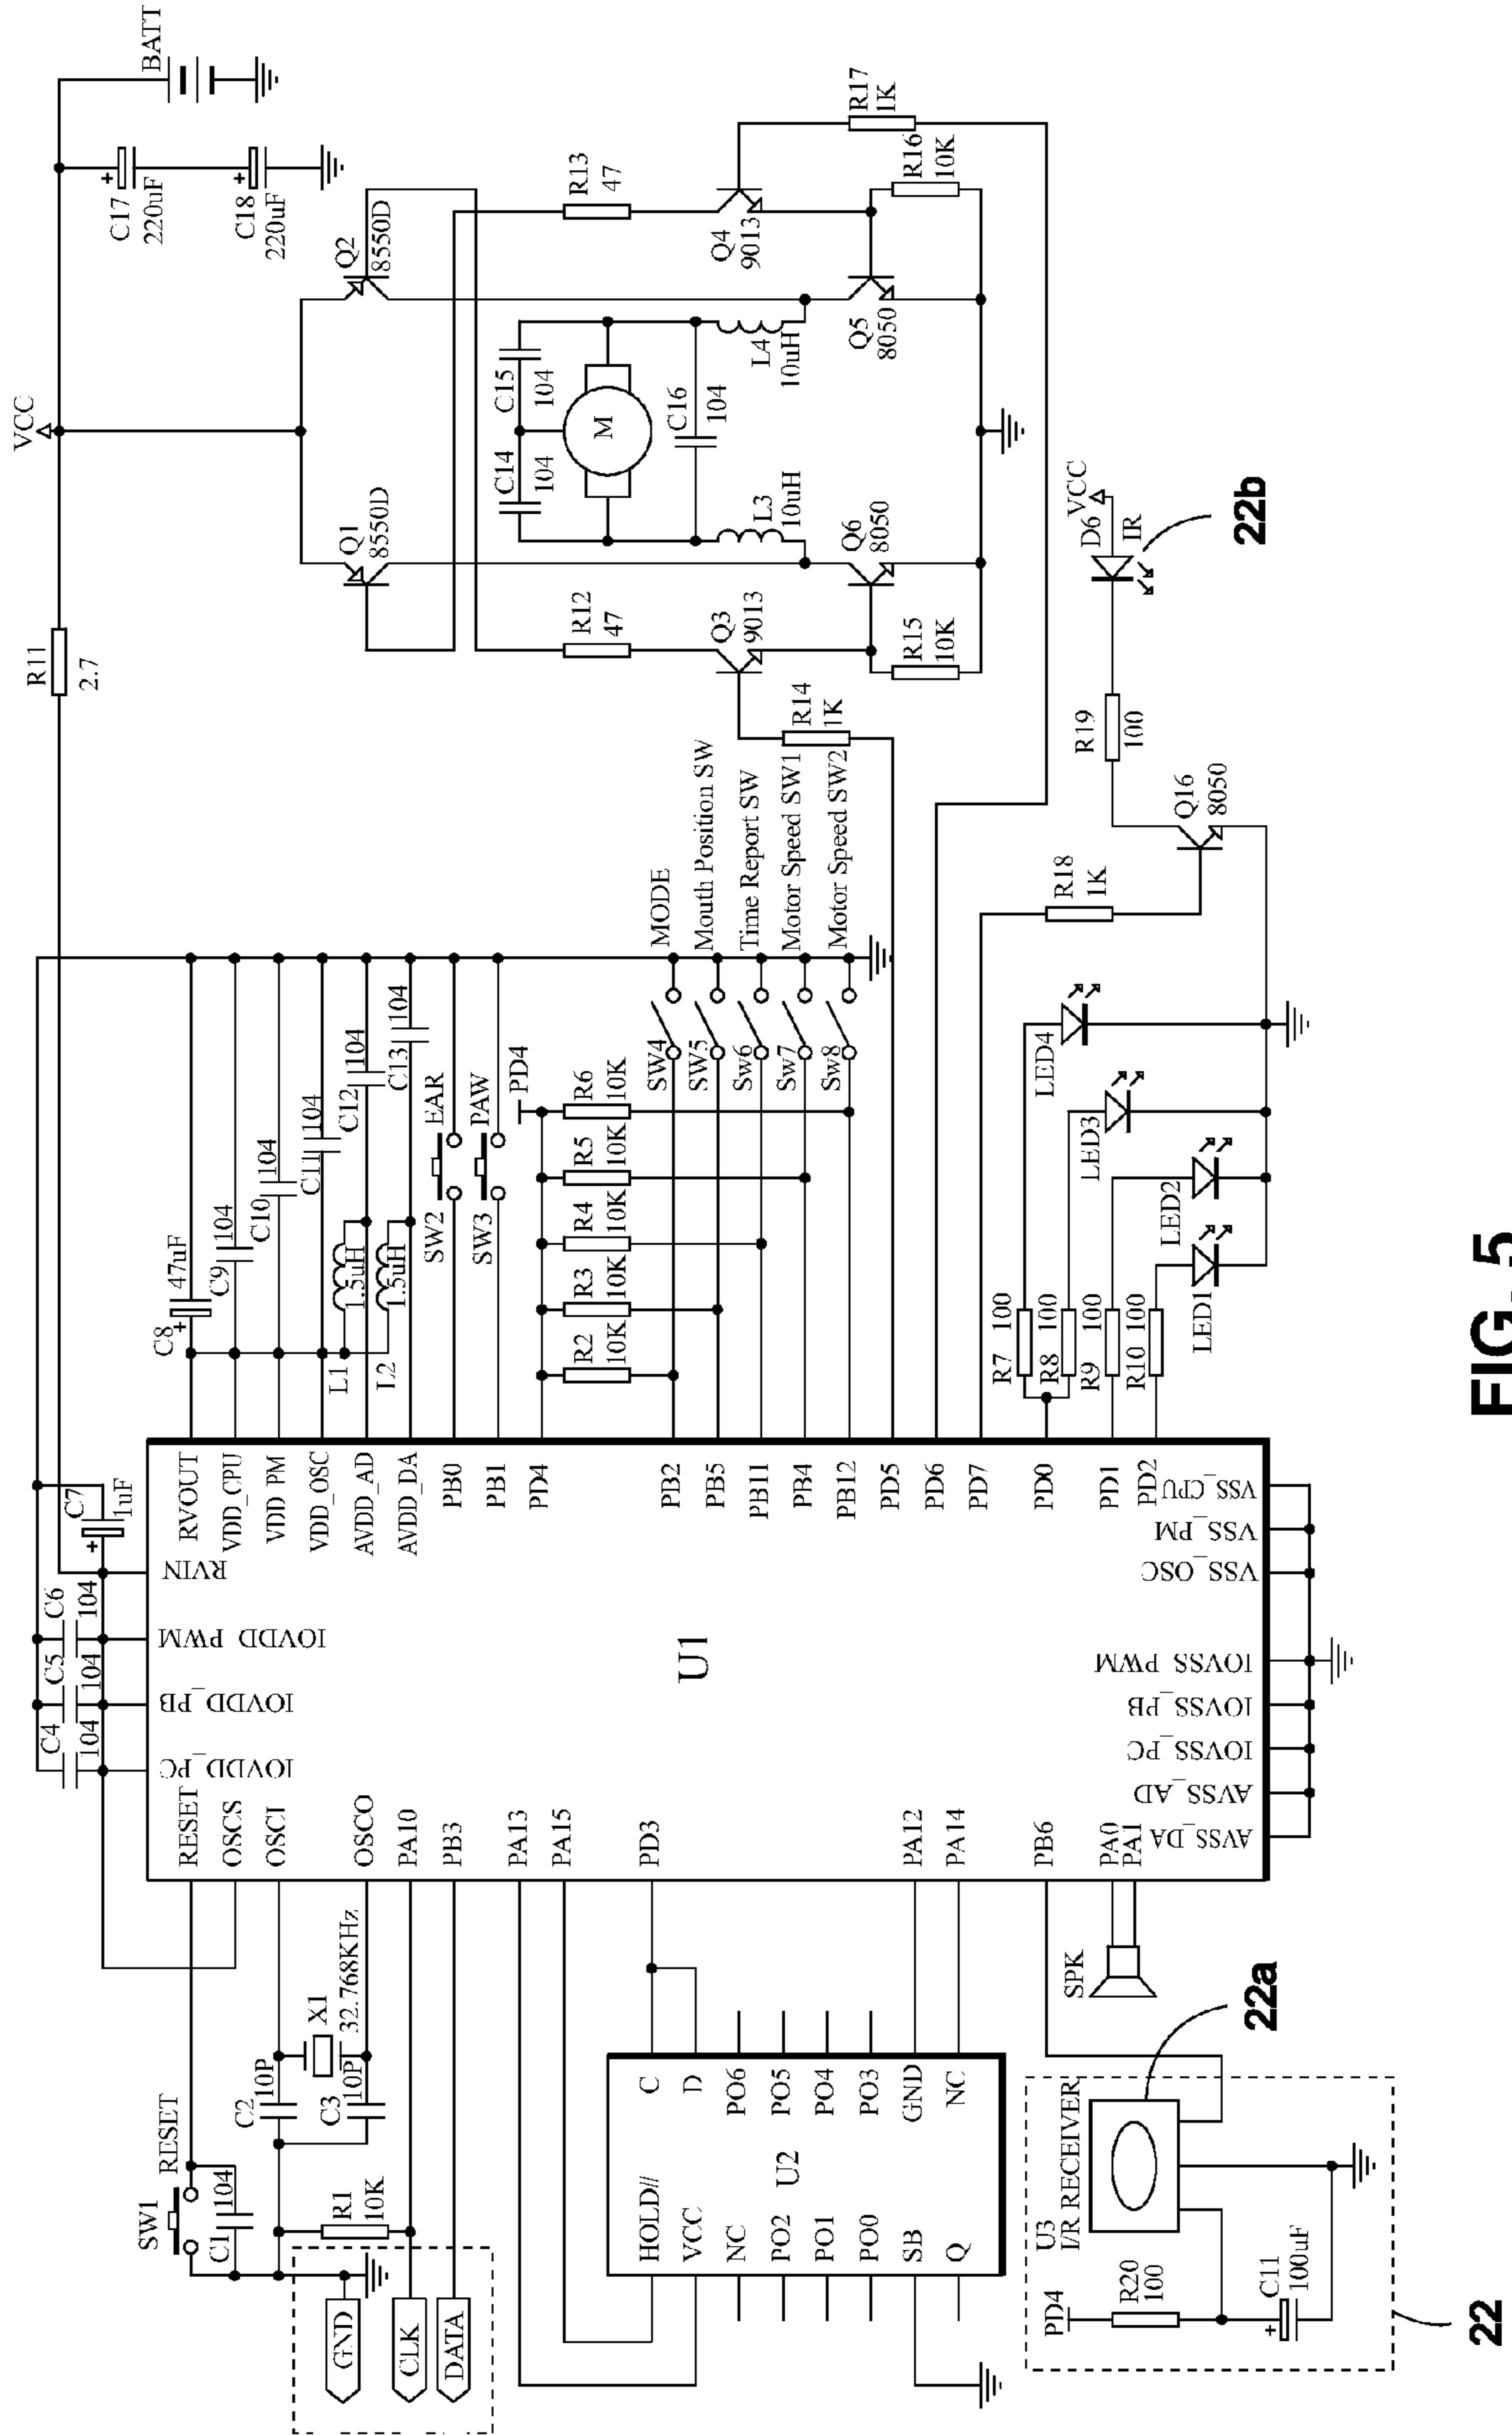 VCC
BATT
C17
220uF
C18
220uF
R11
2.7
Q1
8550D
Q2
8550D
R13
47
R12
47
C14
104
C15
104
M
C16
104
L3
10uH
L4
10uH
Q4
9013
Q3
9013
Q5
8050
Q6
8050
R17
1K
R16
10K
R15
10K
R14
1K
C4
104
C5
104
C6
104
C7
1uF
C8
47uF
C9
104
C10
104
C11
104
C12
104
C13
104
L1
1.5uH
L2
1.5uH
SW2
EAR
SW3
PAW
PD4
R2
10K
R3
10K
R4
10K
R5
10K
R6
10K
SW4
MODE
SW5
Mouth Position SW
Sw6
Time Report SW
Sw7
Motor Speed SW1
Sw8
Motor Speed SW2
SW1
RESET
C1
104
C2
10P
C3
10P
X1
32.768KHz
R1
10K
GND
CLK
DATA
U1
RESET
OSCS
OSCI
OSCO
PA10
PB3
PA13
PA15
PD3
PA12
PA14
PB6
PA0
PA1
IOVDD_PC
IOVDD_PB
IOVDD_PWM
RVIN
RVOUT
VDD_CPU
VDD_PM
VDD_OSC
AVDD_AD
AVDD_DA
PB0
PB1
PD4
PB2
PB5
PB11
PB4
PB12
PD5
PD6
PD7
PD0
PD1
PD2
AVSS_DA
AVSS_AD
IOVSS_PC
IOVSS_PB
IOVSS_PWM
VSS_OSC
VSS_PM
VSS_CPU
U2
HOLD//
VCC
NC
PO2
PO1
PO0
SB
Q
C
D
PO6
PO5
PO4
PO3
GND
NC
SPK
U3
I/R RECEIVER
PD4
R20
100
C11
100uF
22a
22
R7 100
R8 100
R9 100
R10 100
LED1
LED2
LED3
LED4
R18
1K
Q16
8050
R19
100
D6
IR
VCC
22b
FIG. 5